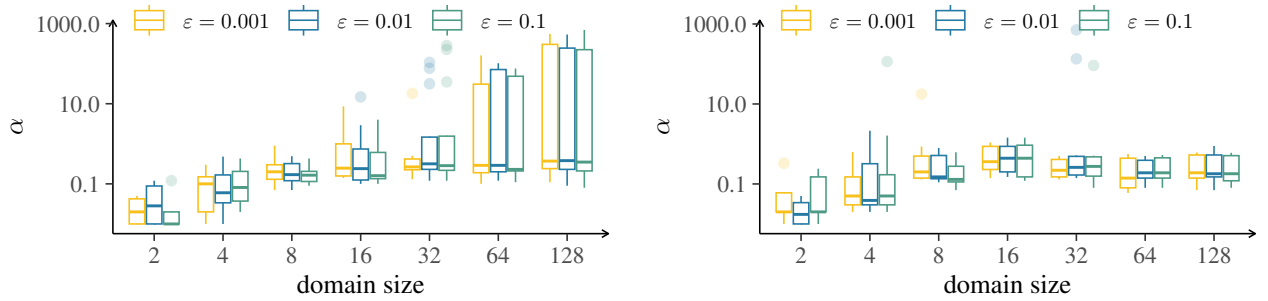 1000.0
10.0
0.1
α
ε = 0.001
ε = 0.01
ε = 0.1
2 4 8 16 32 64 128
domain size
1000.0
10.0
0.1
α
ε = 0.001
ε = 0.01
ε = 0.1
2 4 8 16 32 64 128
domain size